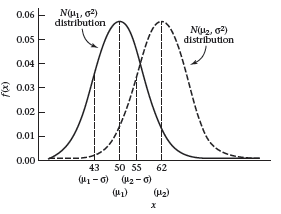 N(μ₁, σ²)
distribution
N(μ₂, σ²)
distribution
0.06
0.05
0.04
0.03
0.02
0.01
0.00
f(x)
43 50 55 62
(μ₁ – σ) (μ₂ – σ)
(μ₁) (μ₂)
x